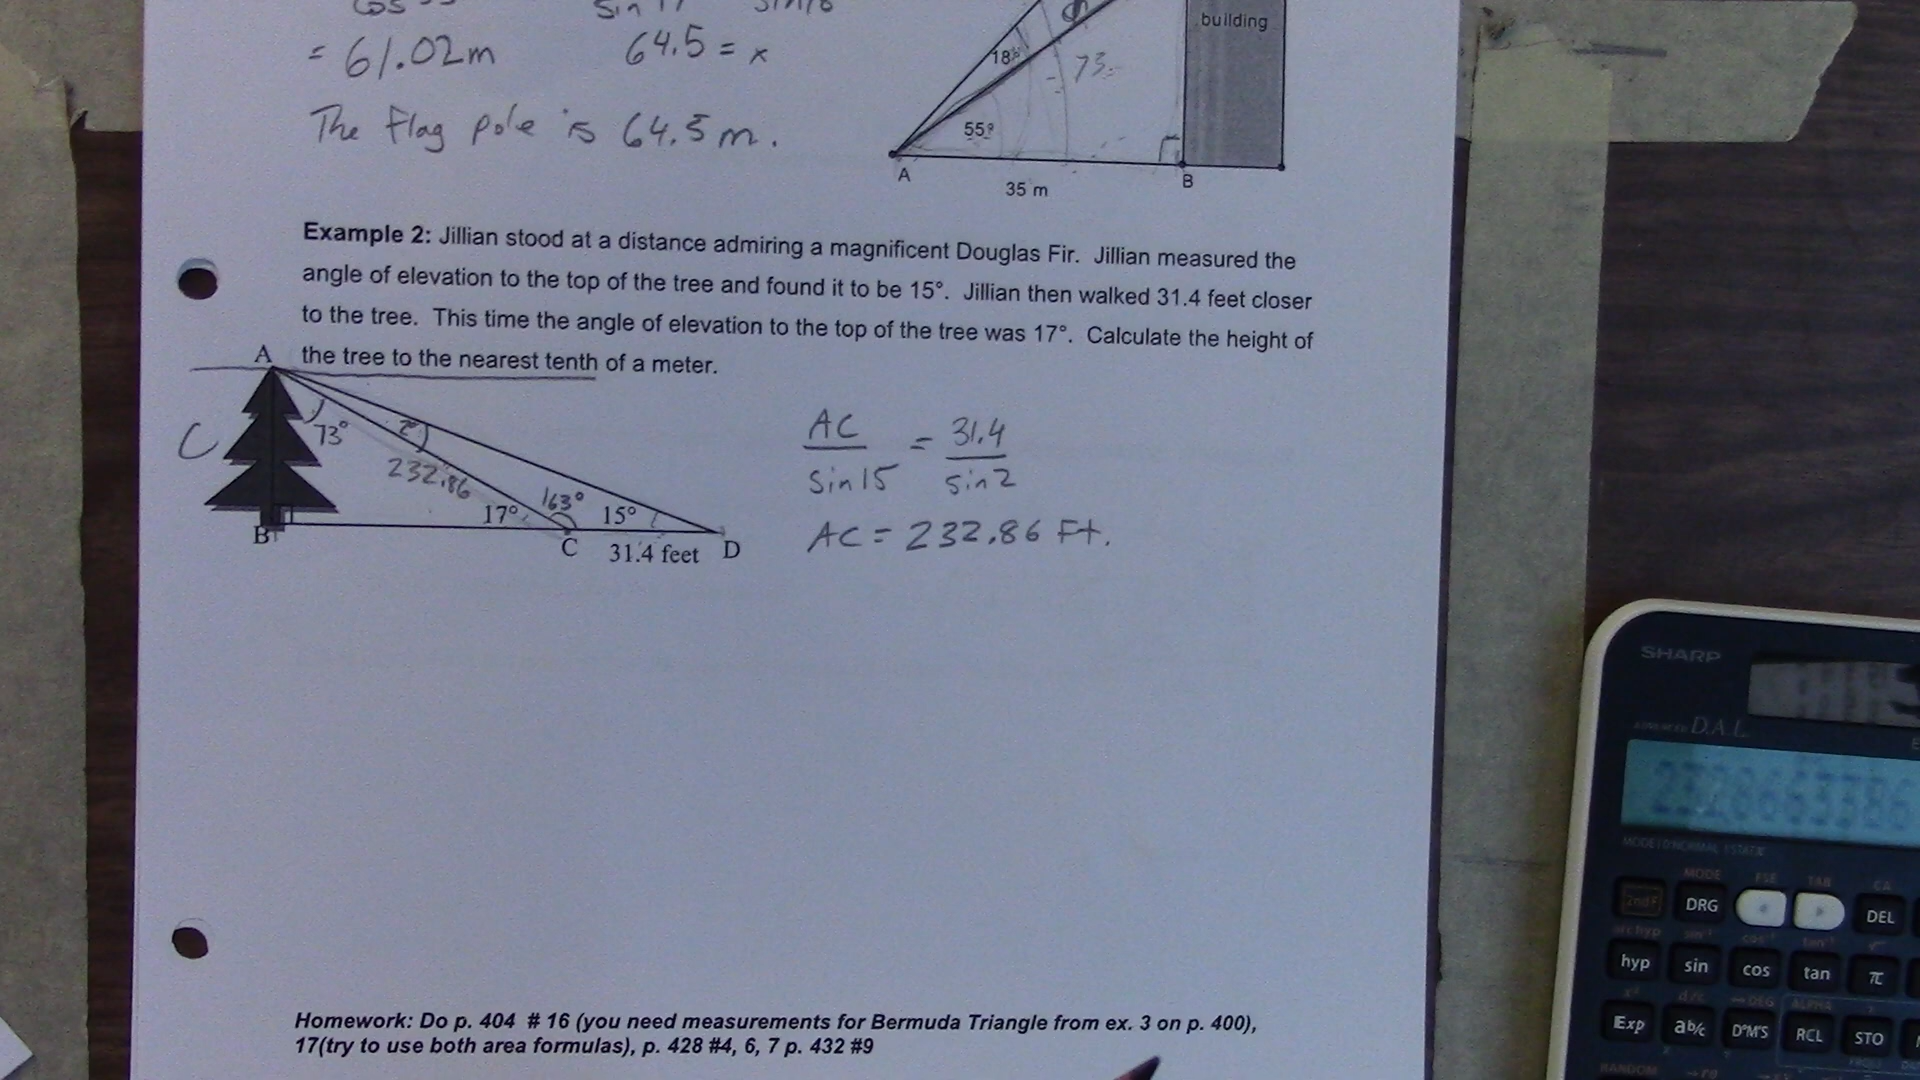 = 61.02m
64.5 = x
The flag pole is 64.5 m.
building
18°
73
55°
A
B
35 m
Example 2: Jillian stood at a distance admiring a magnificent Douglas Fir. Jillian measured the
angle of elevation to the top of the tree and found it to be 15°. Jillian then walked 31.4 feet closer
to the tree. This time the angle of elevation to the top of the tree was 17°. Calculate the height of
the tree to the nearest tenth of a meter.
A
73°
2°
232.86
163°
17°
15°
B
C
31.4 feet
D
AC = 31.4
sin15 sin2
AC = 232.86 Ft.
SHARP
D.A.L.
MODE
DRG
DEL
hyp
sin
cos
tan
π
Exp
ab/c
D°M'S
RCL
STO
Homework: Do p. 404 # 16 (you need measurements for Bermuda Triangle from ex. 3 on p. 400),
17(try to use both area formulas), p. 428 #4, 6, 7 p. 432 #9